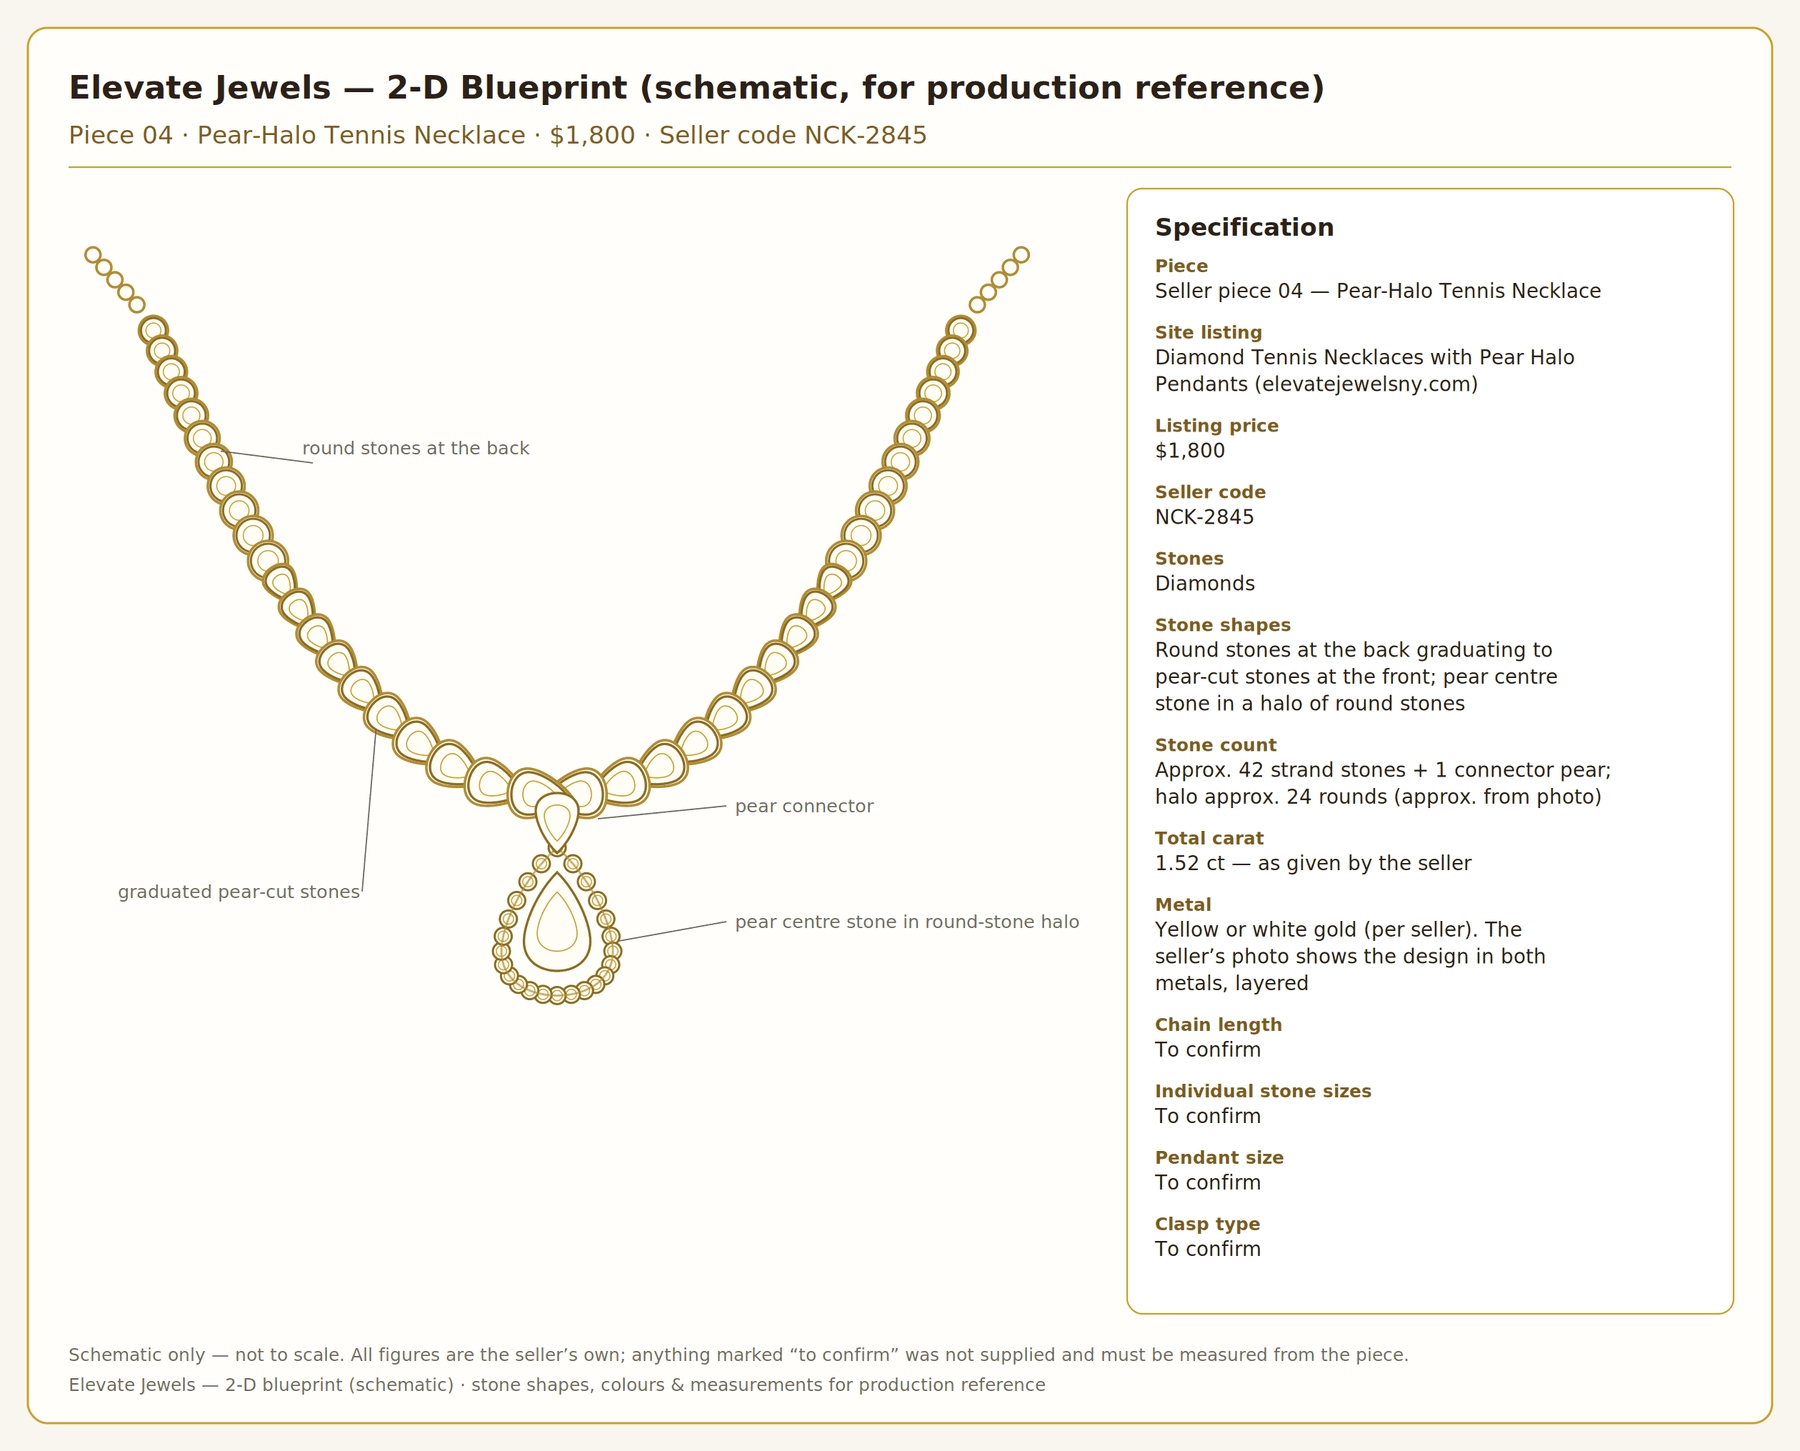 Elevate Jewels — 2-D Blueprint (schematic, for production reference)
Piece 04 · Pear-Halo Tennis Necklace · $1,800 · Seller code NCK-2845
round stones at the back
graduated pear-cut stones
pear connector
pear centre stone in round-stone halo
Specification
Piece
Seller piece 04 — Pear-Halo Tennis Necklace
Site listing
Diamond Tennis Necklaces with Pear Halo
Pendants (elevatejewelsny.com)
Listing price
$1,800
Seller code
NCK-2845
Stones
Diamonds
Stone shapes
Round stones at the back graduating to
pear-cut stones at the front; pear centre
stone in a halo of round stones
Stone count
Approx. 42 strand stones + 1 connector pear;
halo approx. 24 rounds (approx. from photo)
Total carat
1.52 ct — as given by the seller
Metal
Yellow or white gold (per seller). The
seller’s photo shows the design in both
metals, layered
Chain length
To confirm
Individual stone sizes
To confirm
Pendant size
To confirm
Clasp type
To confirm
Schematic only — not to scale. All figures are the seller’s own; anything marked “to confirm” was not supplied and must be measured from the piece.
Elevate Jewels — 2-D blueprint (schematic) · stone shapes, colours & measurements for production reference